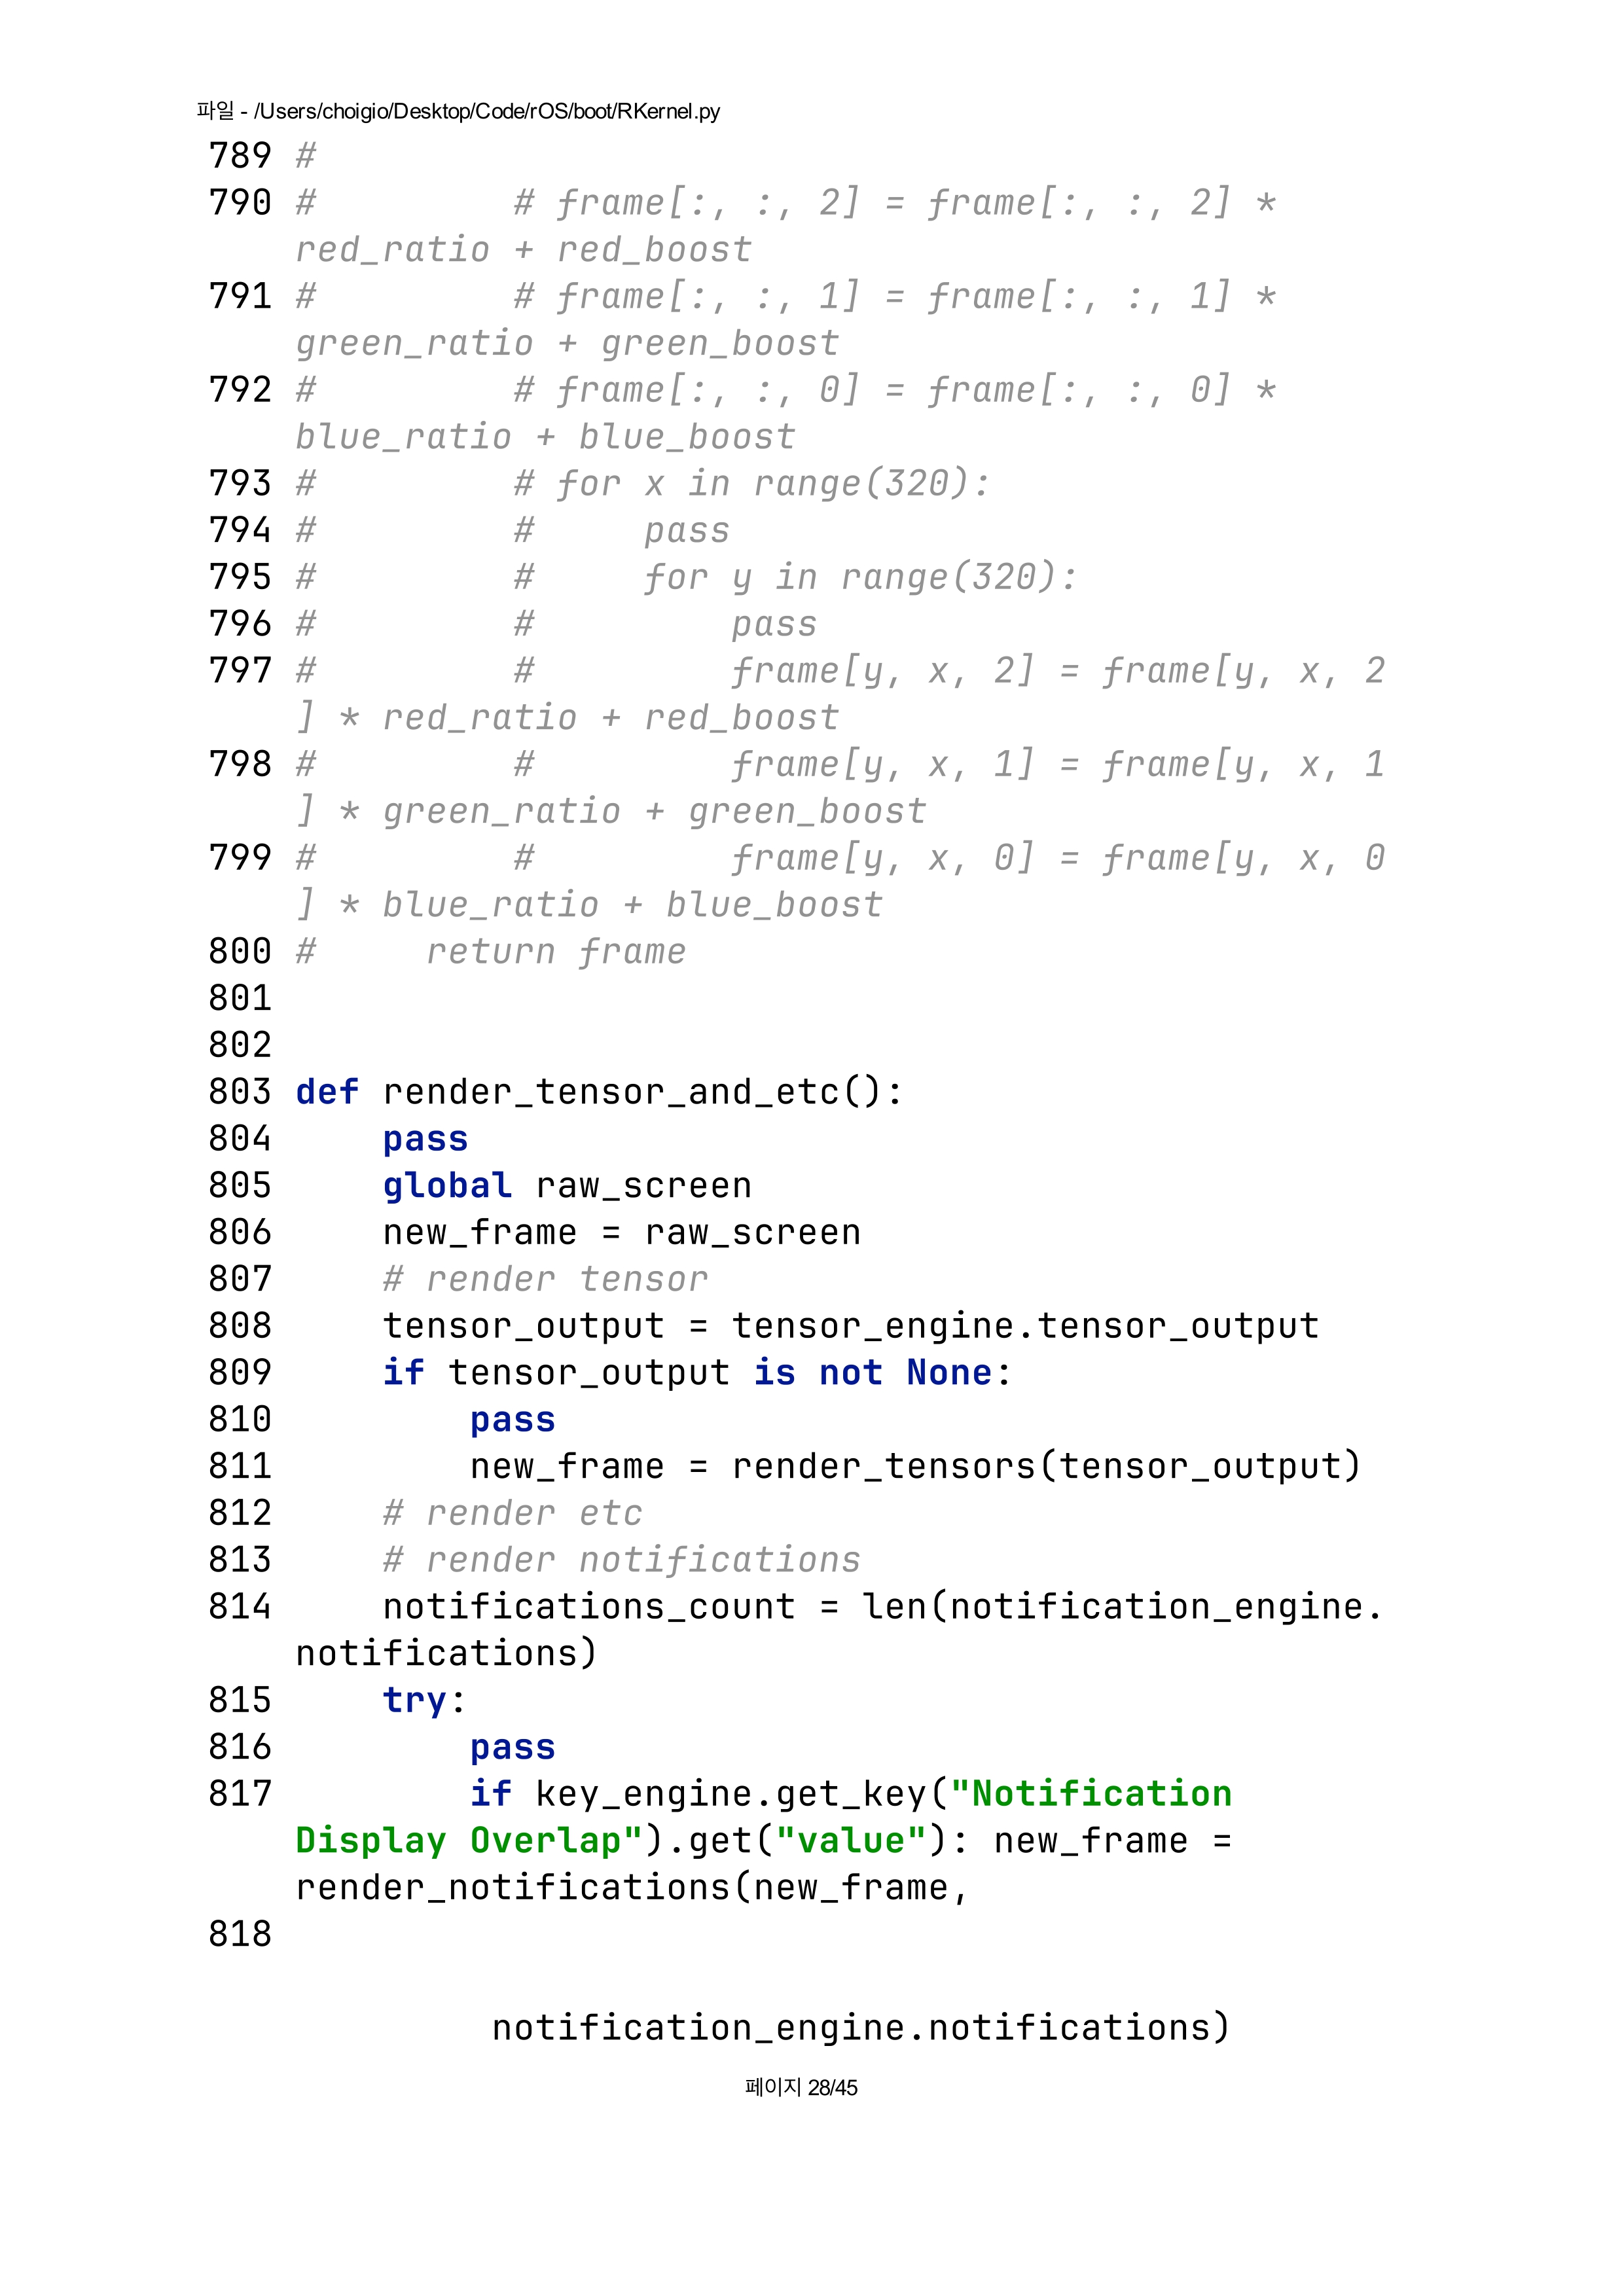 파일 - /Users/choigio/Desktop/Code/rOS/boot/RKernel.py
789 #
790 #         # frame[:, :, 2] = frame[:, :, 2] *
red_ratio + red_boost
791 #         # frame[:, :, 1] = frame[:, :, 1] *
green_ratio + green_boost
792 #         # frame[:, :, 0] = frame[:, :, 0] *
blue_ratio + blue_boost
793 #         # for x in range(320):
794 #         #     pass
795 #         #     for y in range(320):
796 #         #         pass
797 #         #         frame[y, x, 2] = frame[y, x, 2
] * red_ratio + red_boost
798 #         #         frame[y, x, 1] = frame[y, x, 1
] * green_ratio + green_boost
799 #         #         frame[y, x, 0] = frame[y, x, 0
] * blue_ratio + blue_boost
800 #     return frame
801
802
803 def render_tensor_and_etc():
804     pass
805     global raw_screen
806     new_frame = raw_screen
807     # render tensor
808     tensor_output = tensor_engine.tensor_output
809     if tensor_output is not None:
810         pass
811         new_frame = render_tensors(tensor_output)
812     # render etc
813     # render notifications
814     notifications_count = len(notification_engine.
notifications)
815     try:
816         pass
817         if key_engine.get_key("Notification
Display Overlap").get("value"): new_frame =
render_notifications(new_frame,
818
         notification_engine.notifications)
페이지 28/45